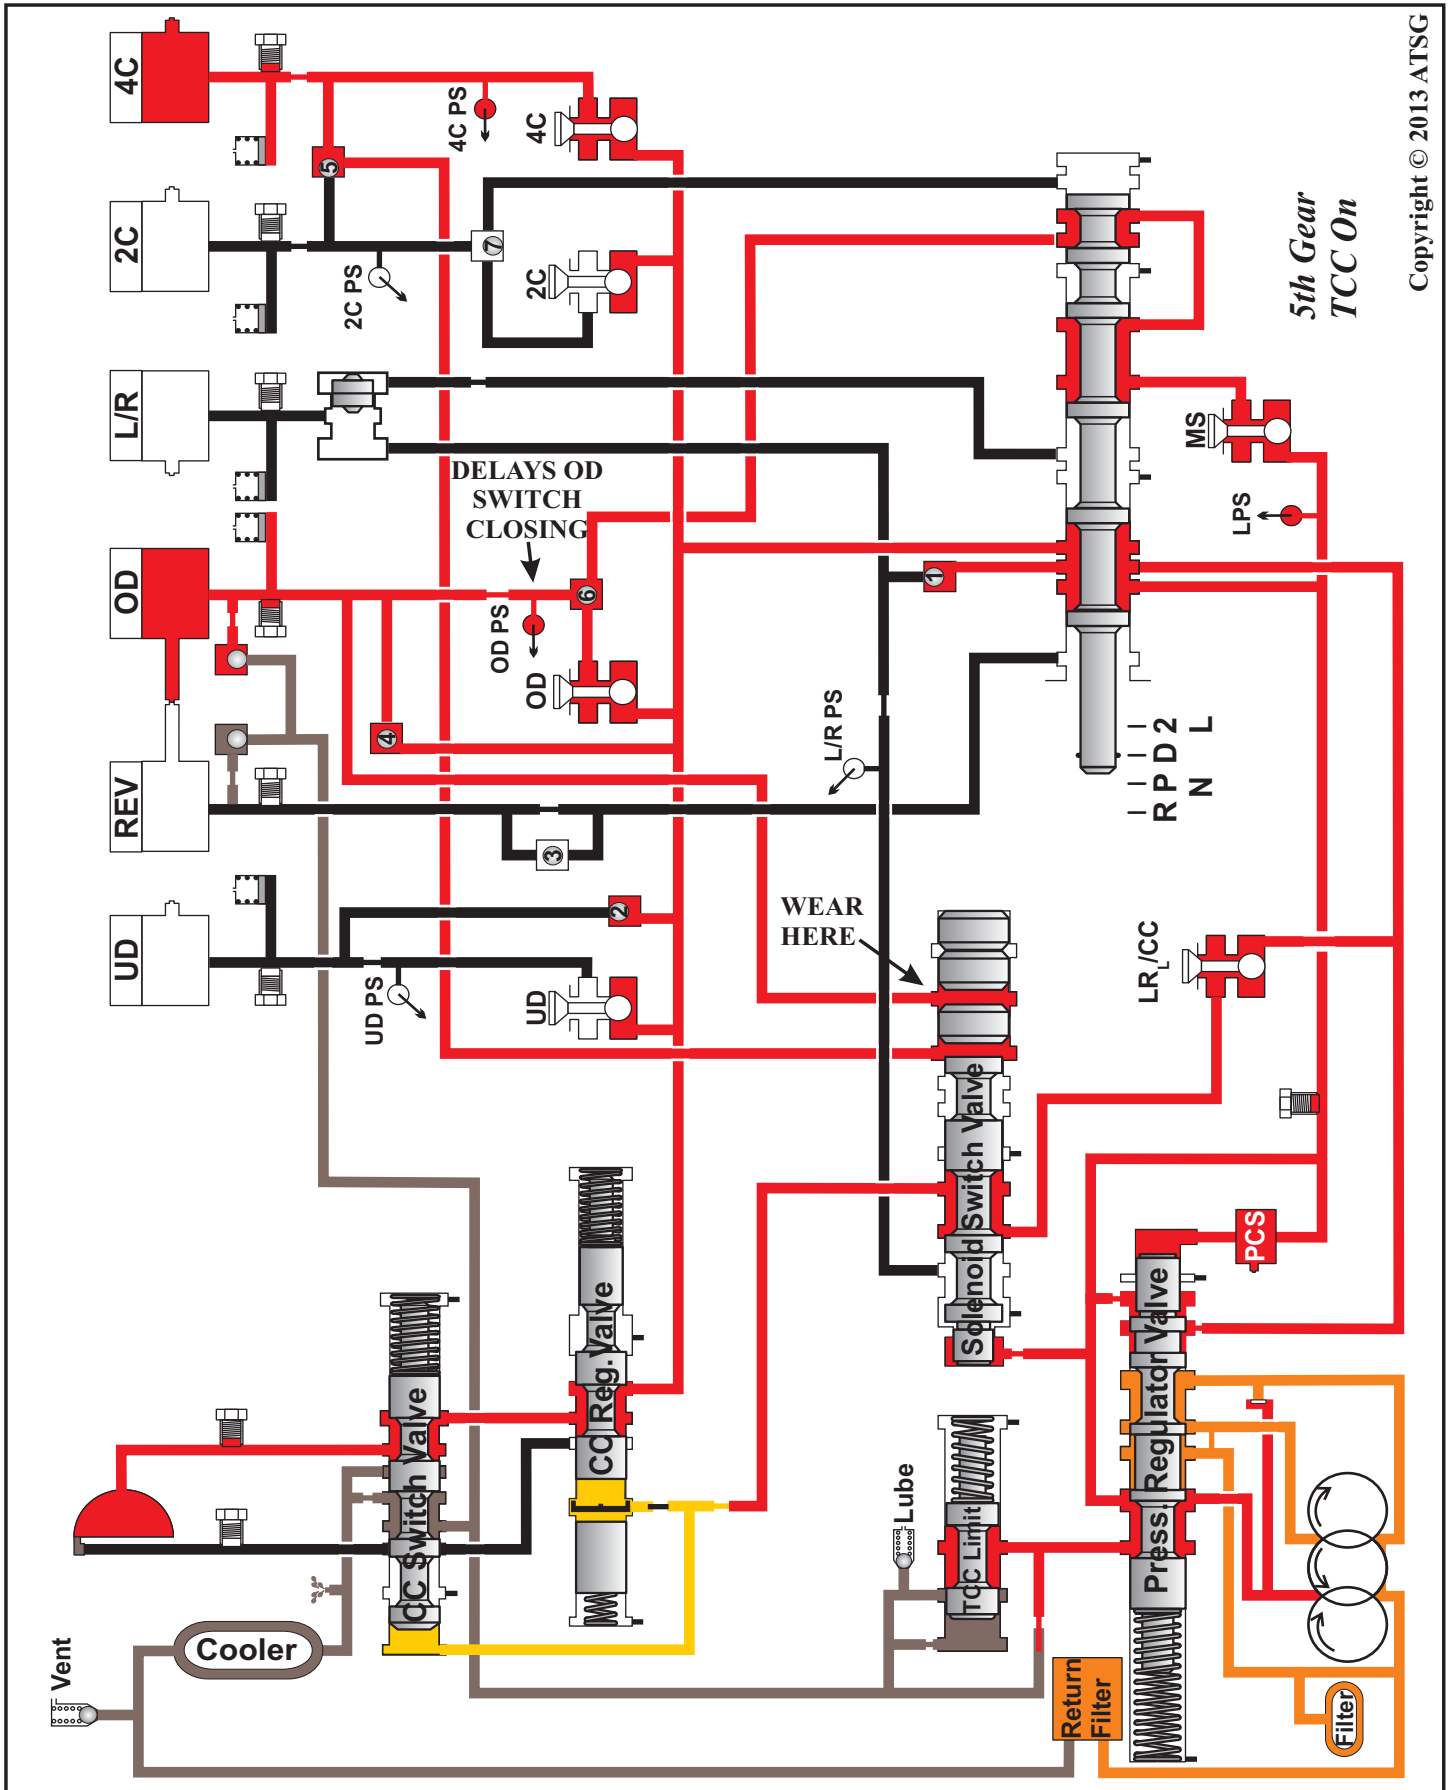 Copyright © 2013 ATSG
5th Gear
TCC On
4C
2C
L/R
OD
REV
UD
4C PS
4C
5
2C PS
7
2C
DELAYS OD
SWITCH
CLOSING
OD PS
6
OD
4
L/R PS
3
2
UD PS
UD
1
MS
LPS
R P D 2
N L
WEAR
HERE
LRL/CC
Solenoid Switch Valve
PCS
CC Reg. Valve
CC Switch Valve
Press. Regulator Valve
TCC Limit
Lube
Vent
Cooler
Return
Filter
Filter